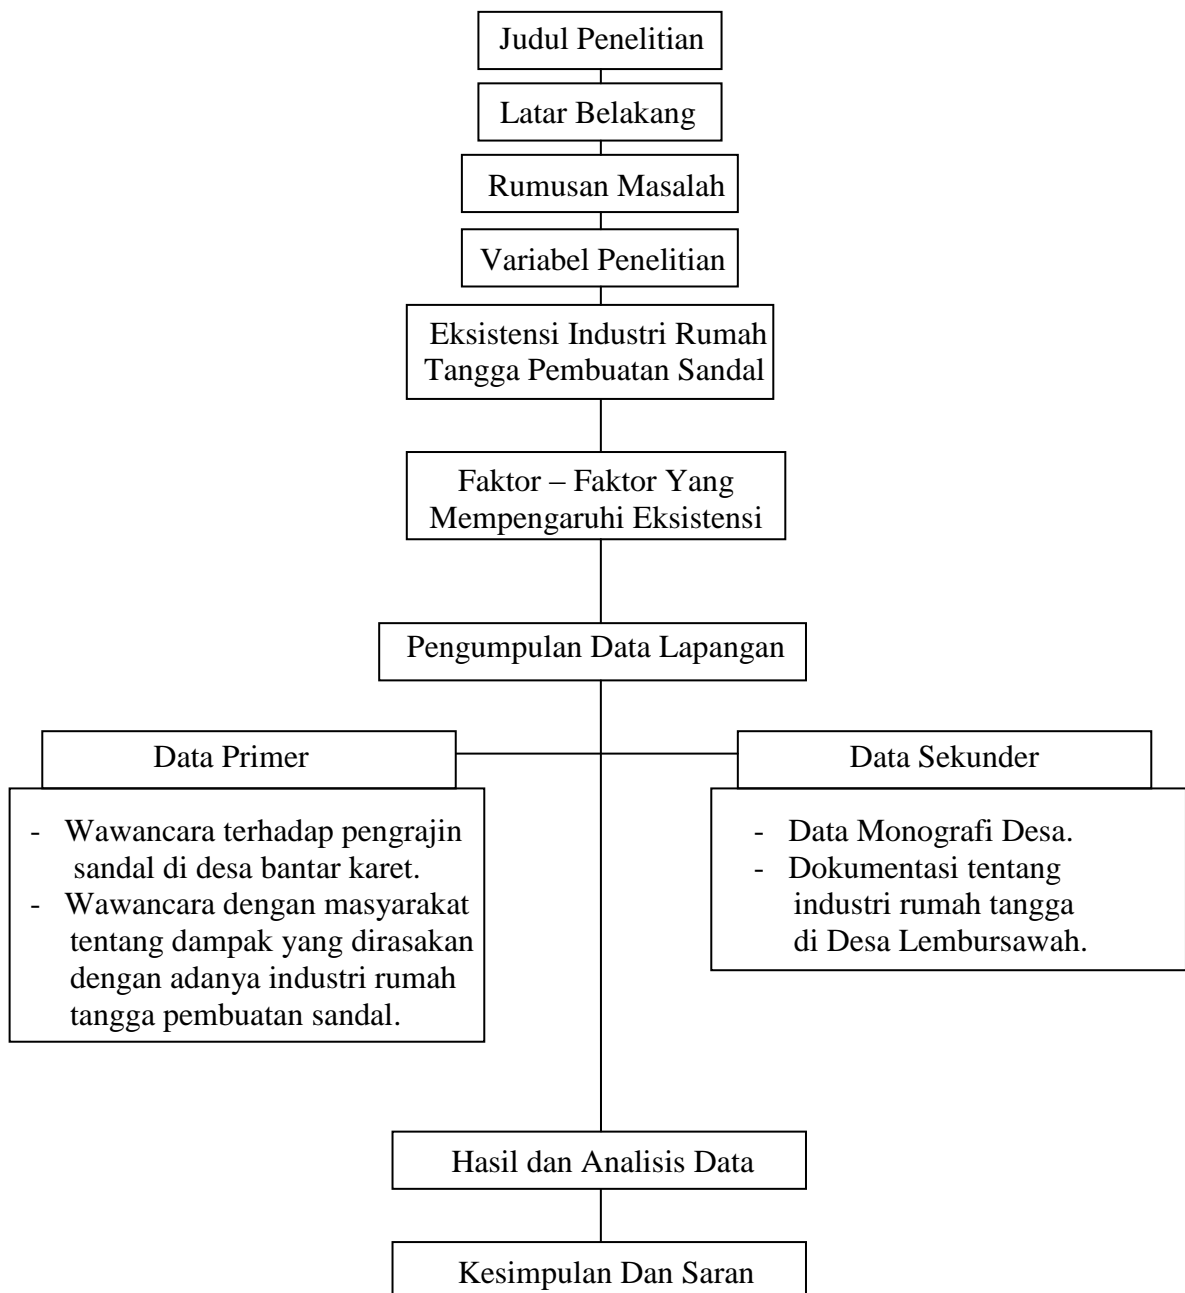 Judul Penelitian
Latar Belakang
Rumusan Masalah
Variabel Penelitian
Eksistensi Industri Rumah
Tangga Pembuatan Sandal
Faktor – Faktor Yang
Mempengaruhi Eksistensi
Pengumpulan Data Lapangan
Data Primer
- Wawancara terhadap pengrajin
sandal di desa bantar karet.
- Wawancara dengan masyarakat
tentang dampak yang dirasakan
dengan adanya industri rumah
tangga pembuatan sandal.
Data Sekunder
- Data Monografi Desa.
- Dokumentasi tentang
industri rumah tangga
di Desa Lembursawah.
Hasil dan Analisis Data
Kesimpulan Dan Saran